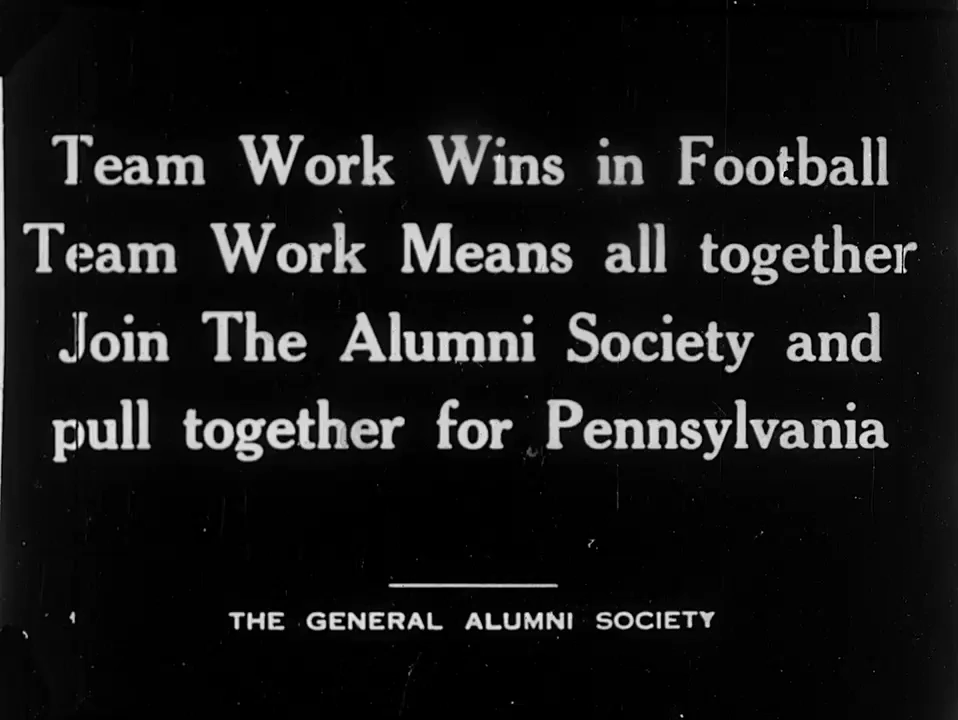 Team Work Wins in Football
Team Work Means all together
Join The Alumni Society and
pull together for Pennsylvania
THE GENERAL ALUMNI SOCIETY